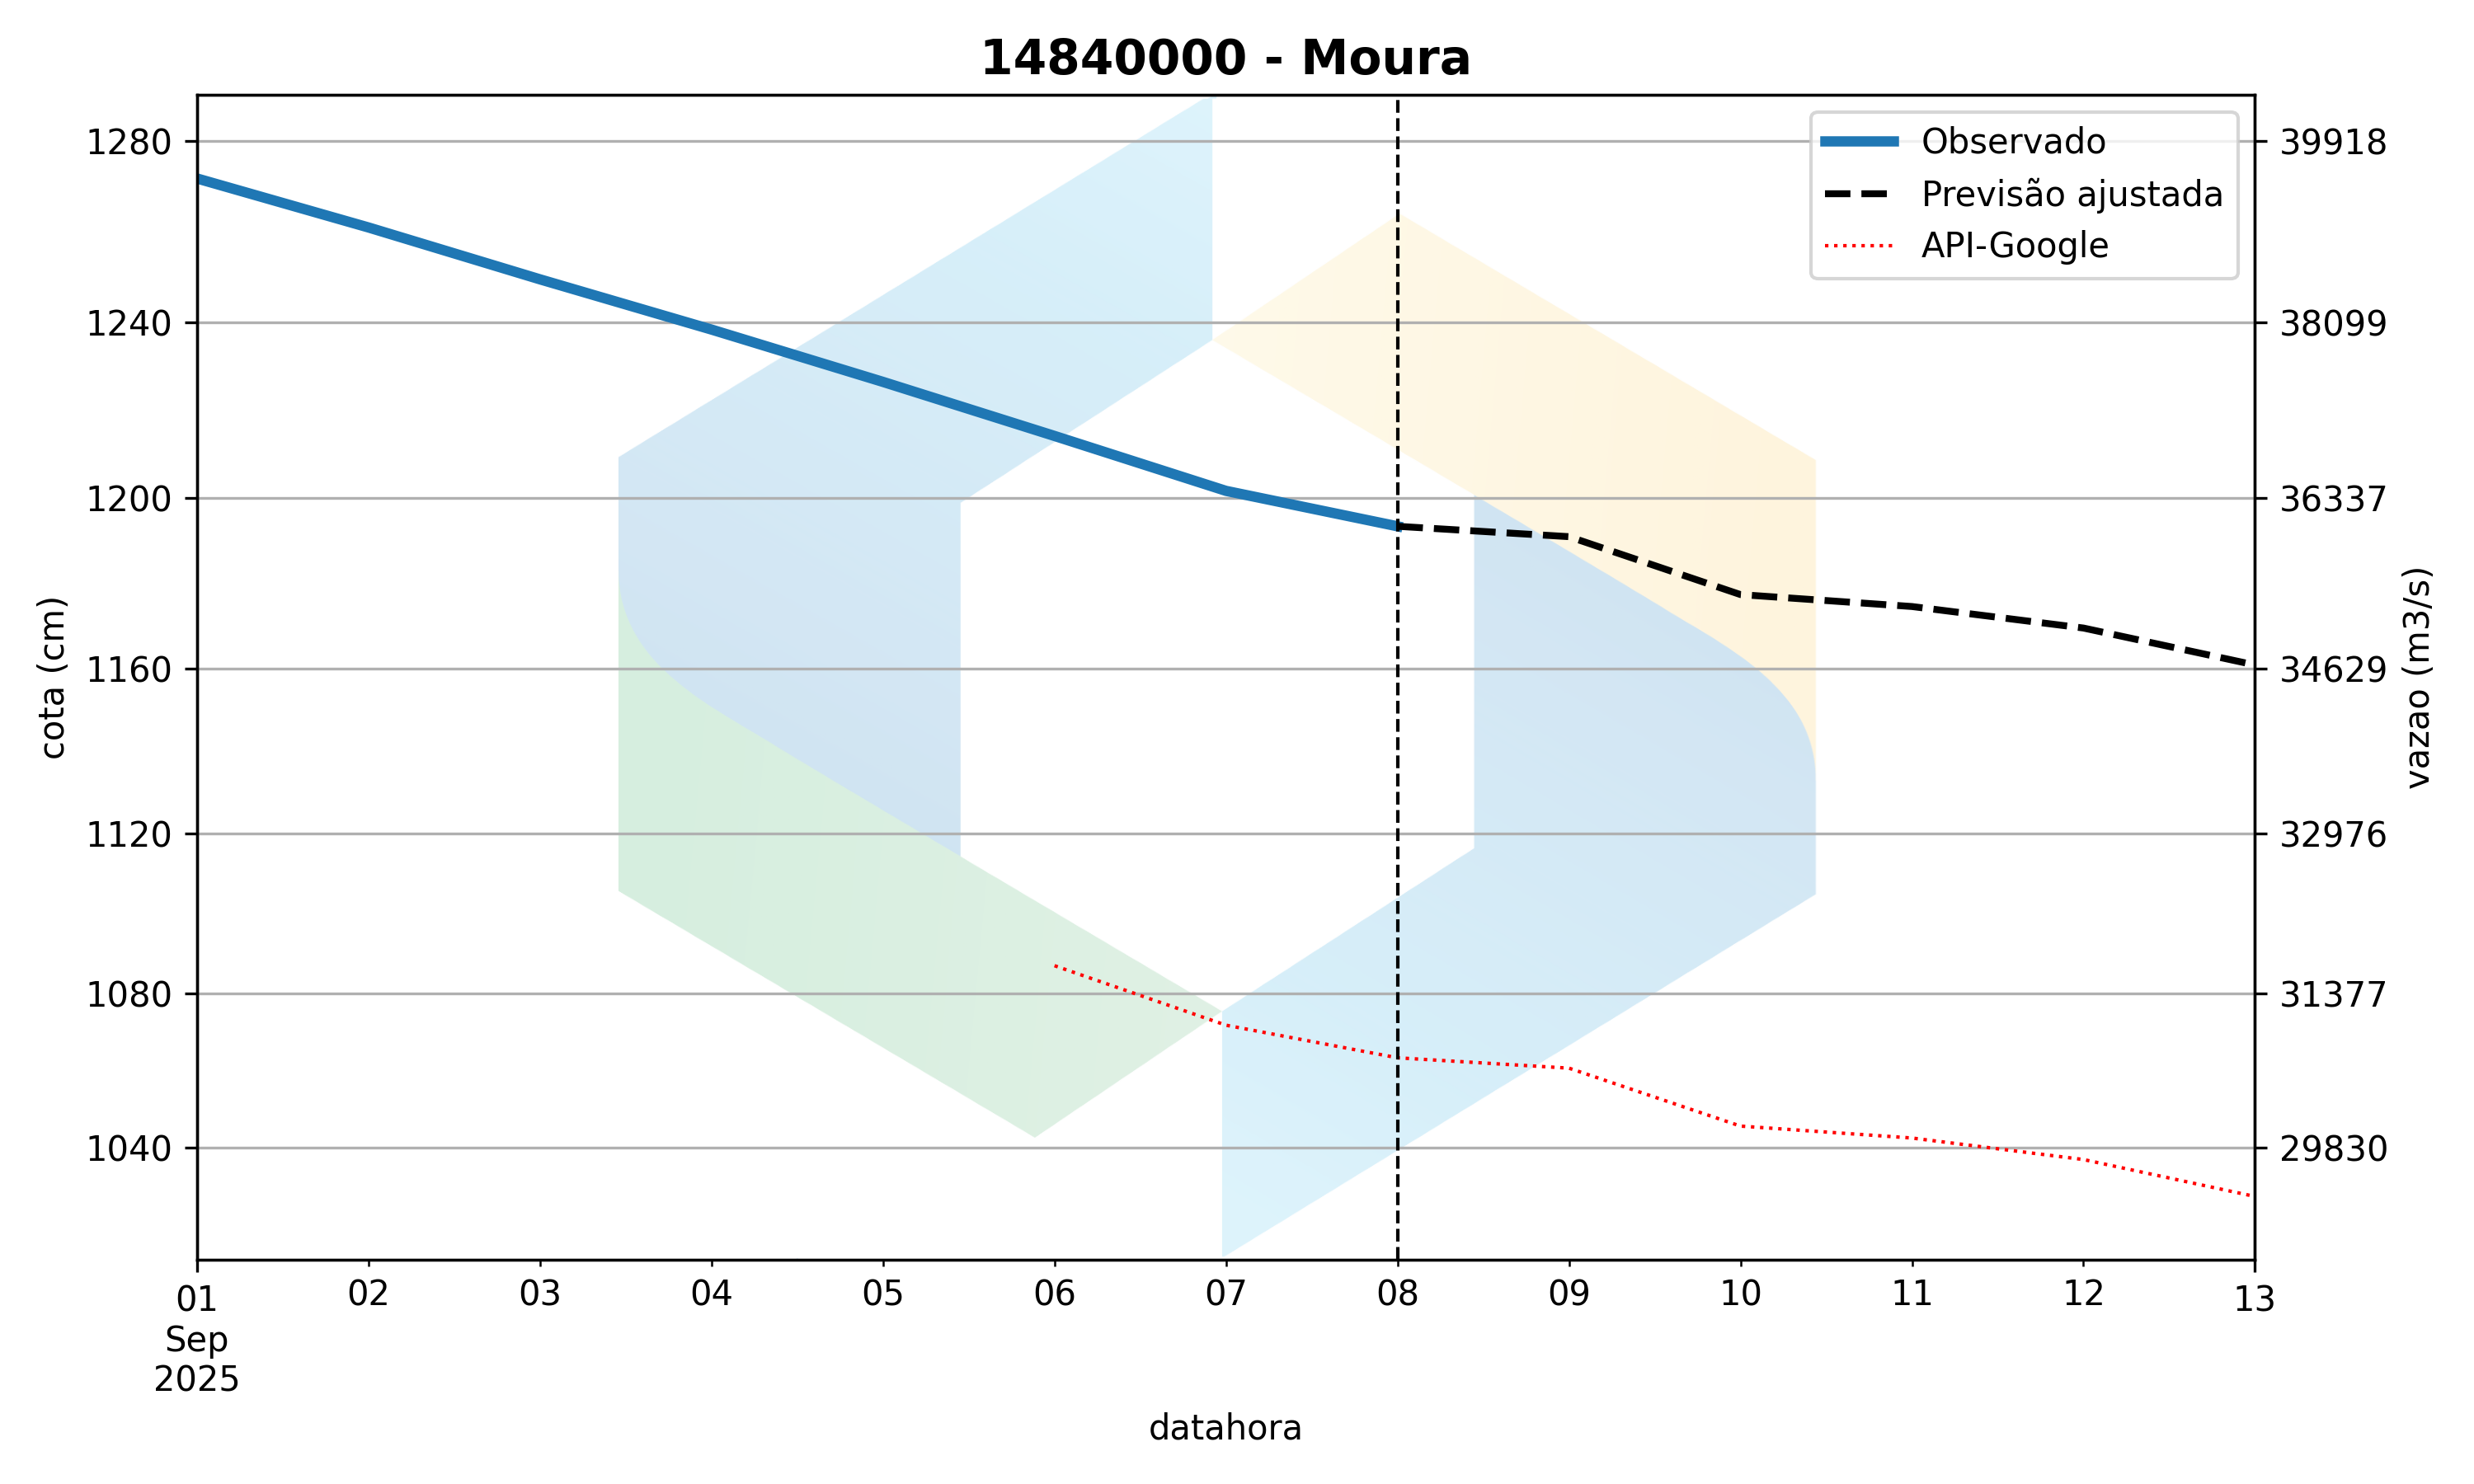 14840000 - Moura
Observado
Previsão ajustada
API-Google
1280
1240
1200
1160
1120
1080
1040
cota (cm)
39918
38099
36337
34629
32976
31377
29830
vazao (m3/s)
01 02 03 04 05 06 07 08 09 10 11 12 13
Sep
2025
datahora